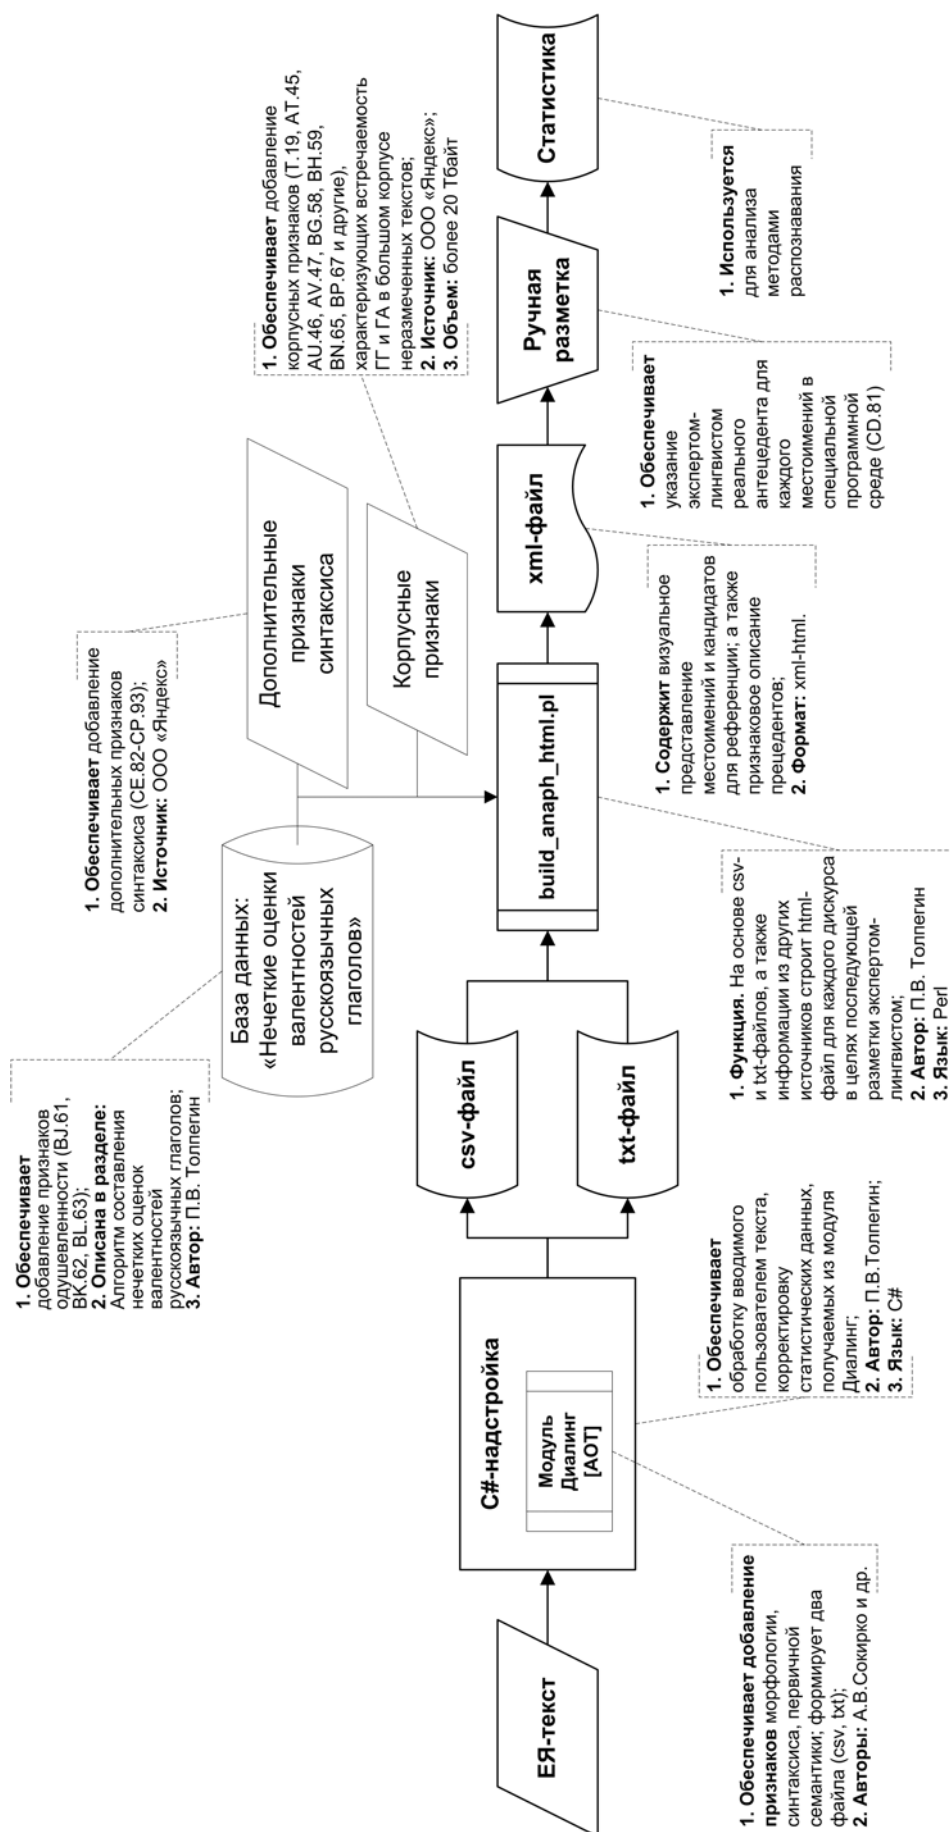 1. Обеспечивает
добавление признаков
одушевленности (BJ.61,
BK.62, BL.63);
2. Описана в разделе:
Алгоритм составления
нечетких оценок
валентностей
русскоязычных глаголов;
3. Автор: П.В. Толпегин
1. Обеспечивает добавление
дополнительных признаков
синтаксиса (CE.82-CP.93);
2. Источник: ООО «Яндекс»
1. Обеспечивает добавление
корпусных признаков (T.19, AT.45,
AU.46, AV.47, BG.58, BH.59,
BN.65, BP.67 и другие),
характеризующих встречаемость
ГГ и ГА в большом корпусе
неразмеченных текстов;
2. Источник: ООО «Яндекс»;
3. Объем: более 20 Тбайт
База данных:
«Нечеткие оценки
валентностей
русскоязычных
глаголов»
Дополнительные
признаки
синтаксиса
Корпусные
признаки
ЕЯ-текст
C#-надстройка
Модуль
Диалинг
[АОТ]
csv-файл
txt-файл
build_anaph_html.pl
xml-файл
Ручная
разметка
Статистика
1. Обеспечивает добавление
признаков морфологии,
синтаксиса, первичной
семантики; формирует два
файла (csv, txt);
2. Авторы: А.В.Сокирко и др.
1. Обеспечивает
обработку вводимого
пользователем текста,
корректировку
статистических данных,
получаемых из модуля
Диалинг;
2. Автор: П.В.Толпегин;
3. Язык: C#
1. Функция. На основе csv-
и txt-файлов, а также
информации из других
источников строит html-
файл для каждого дискурса
в целях последующей
разметки экспертом-
лингвистом;
2. Автор: П.В. Толпегин
3. Язык: Perl
1. Содержит визуальное
представление
местоимений и кандидатов
для референции; а также
признаковое описание
прецедентов;
2. Формат: xml-html.
1. Обеспечивает
указание
экспертом-
лингвистом
реального
антецедента для
каждого
местоимений в
специальной
программной
среде (CD.81)
1. Используется
для анализа
методами
распознавания